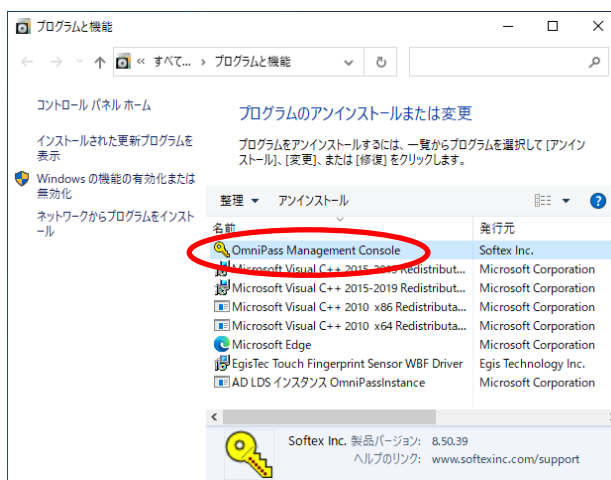 プログラムと機能
« すべて... › プログラムと機能
コントロール パネル ホーム
インストールされた更新プログラムを
表示
Windows の機能の有効化または
無効化
ネットワークからプログラムをインスト
ール
プログラムのアンインストールまたは変更
プログラムをアンインストールするには、一覧からプログラムを選択して [アンイン
ストール]、[変更]、または [修復] をクリックします。
整理 ▼ アンインストール
名前 発行元
OmniPass Management Console Softex Inc.
Microsoft Visual C++ 2015-2019 Redistribut... Microsoft Corporation
Microsoft Visual C++ 2015-2019 Redistribut... Microsoft Corporation
Microsoft Visual C++ 2010 x86 Redistributa... Microsoft Corporation
Microsoft Visual C++ 2010 x64 Redistributa... Microsoft Corporation
Microsoft Edge Microsoft Corporation
EgisTec Touch Fingerprint Sensor WBF Driver Egis Technology Inc.
AD LDS インスタンス OmniPassInstance Microsoft Corporation
Softex Inc. 製品バージョン: 8.50.39
ヘルプのリンク: www.softexinc.com/support